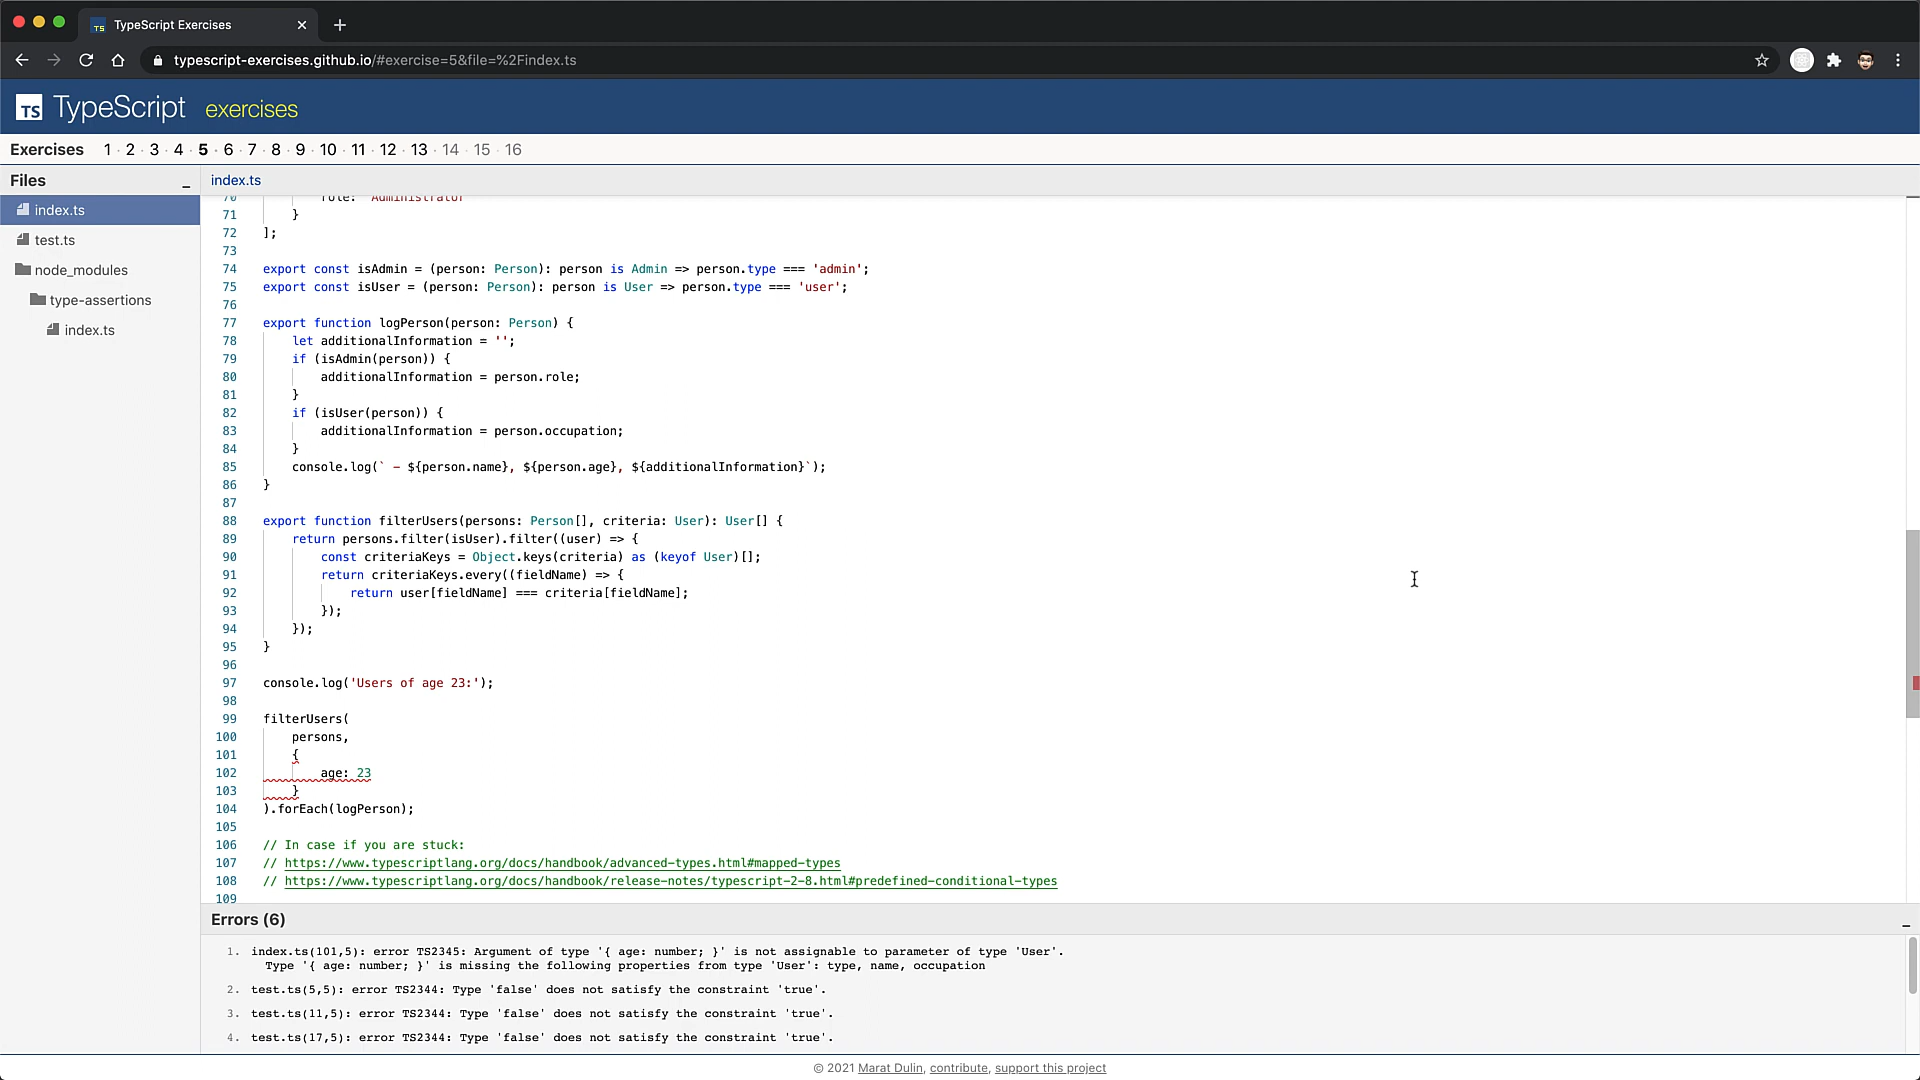 TypeScript Exercises
typescript-exercises.github.io/#exercise=5&file=%2Findex.ts
TS TypeScript exercises
Exercises 1 · 2 · 3 · 4 · 5 · 6 · 7 · 8 · 9 · 10 · 11 · 12 · 13 · 14 · 15 · 16
Files
index.ts
test.ts
node_modules
type-assertions
index.ts
index.ts
70 role: 'Administrator'
71 }
72 ];
73
74 export const isAdmin = (person: Person): person is Admin => person.type === 'admin';
75 export const isUser = (person: Person): person is User => person.type === 'user';
76
77 export function logPerson(person: Person) {
78 let additionalInformation = '';
79 if (isAdmin(person)) {
80 additionalInformation = person.role;
81 }
82 if (isUser(person)) {
83 additionalInformation = person.occupation;
84 }
85 console.log(` - ${person.name}, ${person.age}, ${additionalInformation}`);
86 }
87
88 export function filterUsers(persons: Person[], criteria: User): User[] {
89 return persons.filter(isUser).filter((user) => {
90 const criteriaKeys = Object.keys(criteria) as (keyof User)[];
91 return criteriaKeys.every((fieldName) => {
92 return user[fieldName] === criteria[fieldName];
93 });
94 });
95 }
96
97 console.log('Users of age 23:');
98
99 filterUsers(
100 persons,
101 {
102 age: 23
103 }
104 ).forEach(logPerson);
105
106 // In case if you are stuck:
107 // https://www.typescriptlang.org/docs/handbook/advanced-types.html#mapped-types
108 // https://www.typescriptlang.org/docs/handbook/release-notes/typescript-2-8.html#predefined-conditional-types
109
Errors (6)
1. index.ts(101,5): error TS2345: Argument of type '{ age: number; }' is not assignable to parameter of type 'User'.
Type '{ age: number; }' is missing the following properties from type 'User': type, name, occupation
2. test.ts(5,5): error TS2344: Type 'false' does not satisfy the constraint 'true'.
3. test.ts(11,5): error TS2344: Type 'false' does not satisfy the constraint 'true'.
4. test.ts(17,5): error TS2344: Type 'false' does not satisfy the constraint 'true'.
© 2021 Marat Dulin, contribute, support this project